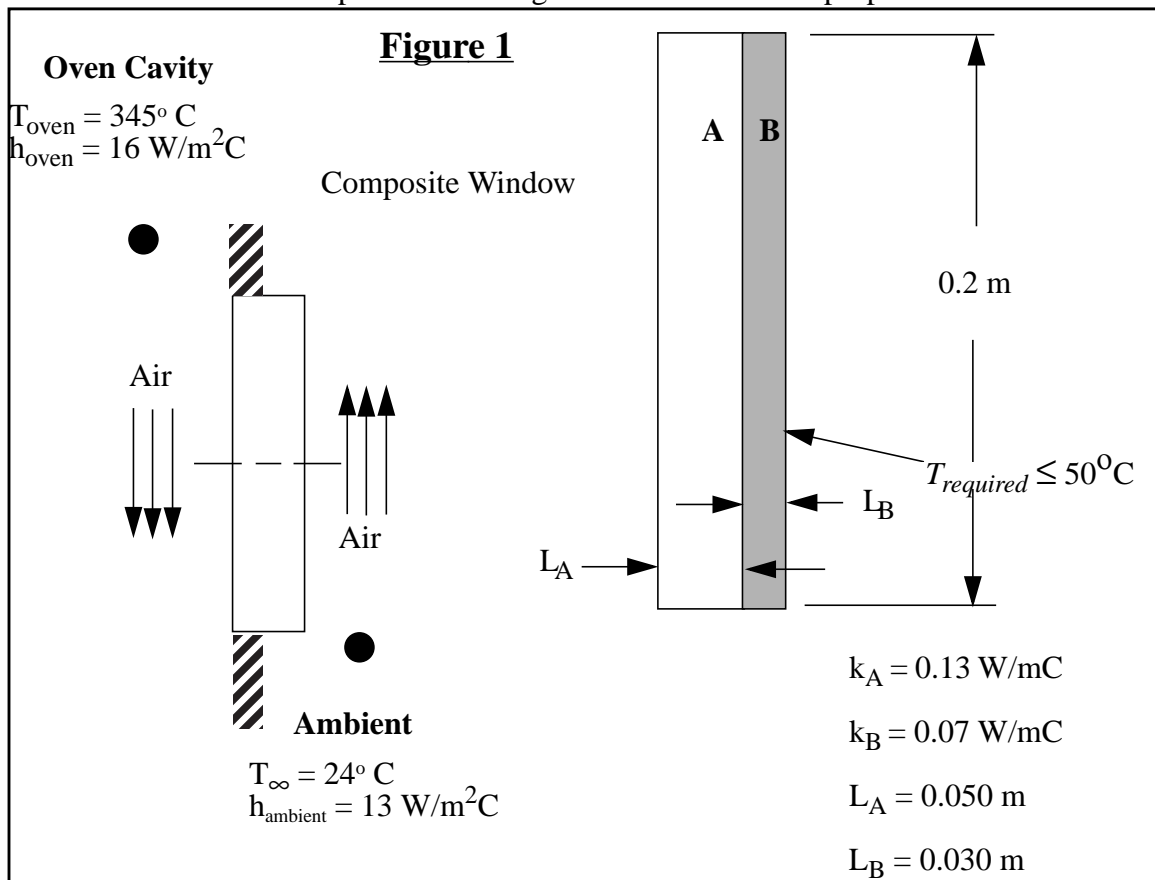 Figure 1
Oven Cavity
T_oven = 345° C
h_oven = 16 W/m²C
Composite Window
Air
Air
Ambient
T_∞ = 24° C
h_ambient = 13 W/m²C
A
B
0.2 m
T_required ≤ 50°C
L_B
L_A
k_A = 0.13 W/mC
k_B = 0.07 W/mC
L_A = 0.050 m
L_B = 0.030 m